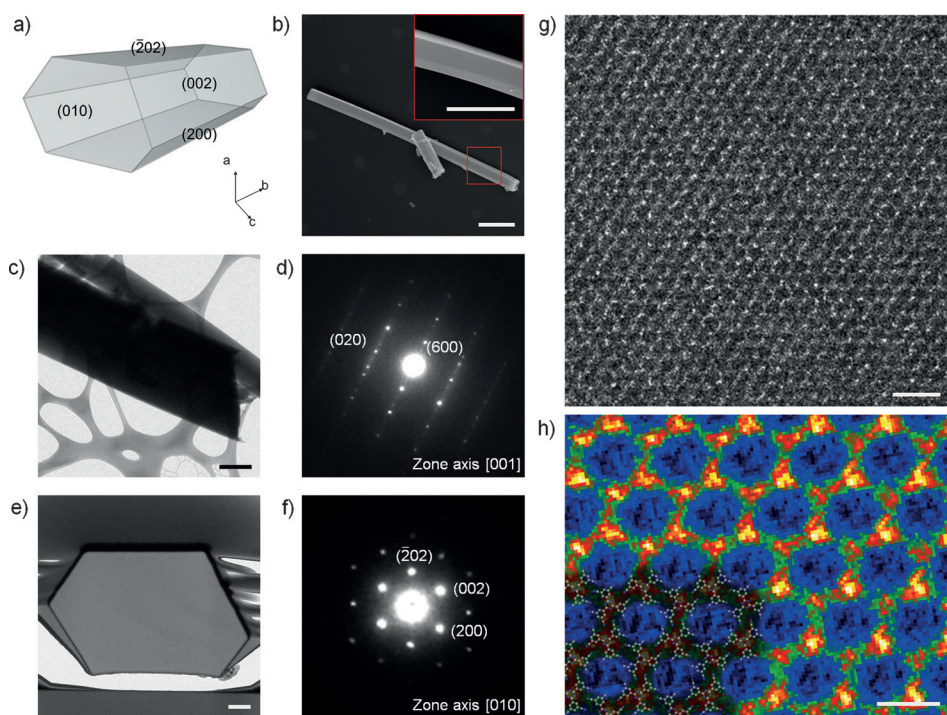 a)
(2̄02)
(002)
(010)
(200)
a
b
c
b)
c)
d)
(020)
(600)
Zone axis [001]
e)
f)
(2̄02)
(002)
(200)
Zone axis [010]
g)
h)